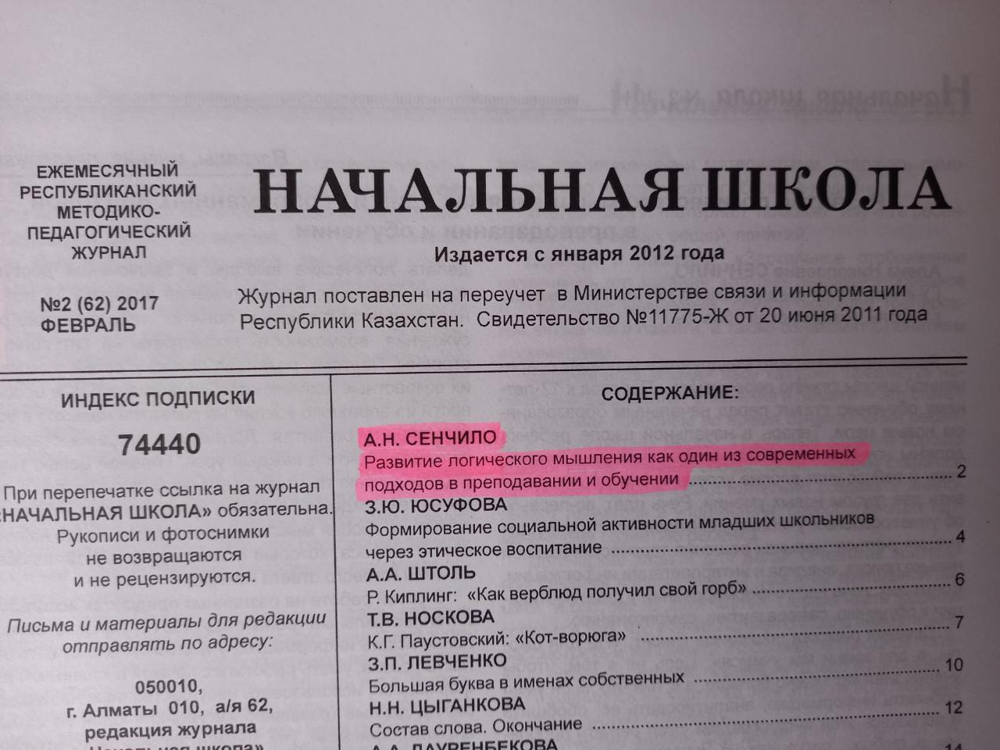 ЕЖЕМЕСЯЧНЫЙ
РЕСПУБЛИКАНСКИЙ
МЕТОДИКО-
ПЕДАГОГИЧЕСКИЙ
ЖУРНАЛ
№2 (62) 2017
ФЕВРАЛЬ
НАЧАЛЬНАЯ ШКОЛА
Издается с января 2012 года
Журнал поставлен на переучет в Министерстве связи и информации
Республики Казахстан. Свидетельство №11775-Ж от 20 июня 2011 года
ИНДЕКС ПОДПИСКИ
74440
При перепечатке ссылка на журнал
«НАЧАЛЬНАЯ ШКОЛА» обязательна.
Рукописи и фотоснимки
не возвращаются
и не рецензируются.
Письма и материалы для редакции
отправлять по адресу:
050010,
г. Алматы 010, а/я 62,
редакция журнала
«Начальная школа»
СОДЕРЖАНИЕ:
А.Н. СЕНЧИЛО
Развитие логического мышления как один из современных
подходов в преподавании и обучении 2
З.Ю. ЮСУФОВА
Формирование социальной активности младших школьников
через этическое воспитание 4
А.А. ШТОЛЬ
Р. Киплинг: «Как верблюд получил свой горб» 6
Т.В. НОСКОВА
К.Г. Паустовский: «Кот-ворюга» 7
З.П. ЛЕВЧЕНКО
Большая буква в именах собственных 10
Н.Н. ЦЫГАНКОВА
Состав слова. Окончание 12
А.А. ДАУРЕНБЕКОВА
14